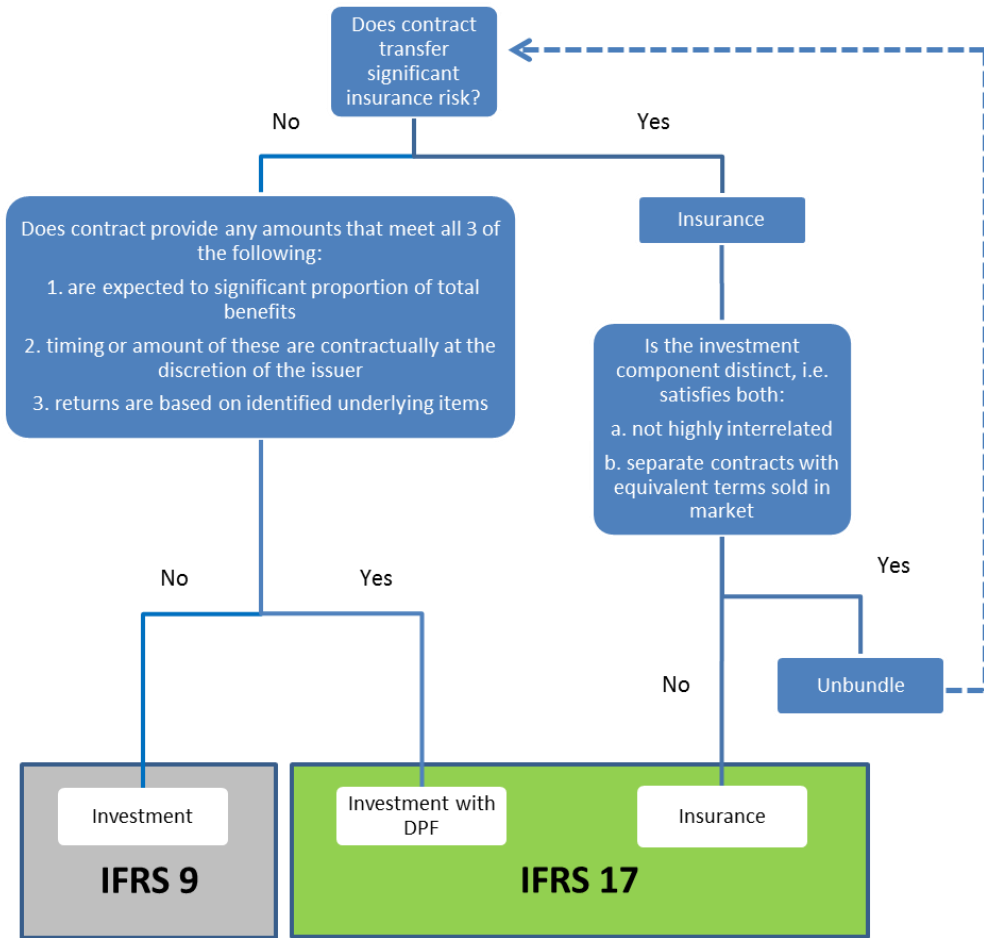 Does contract
transfer
significant
insurance risk?
No
Yes
Does contract provide any amounts that meet all 3 of
the following:
1. are expected to significant proportion of total
benefits
2. timing or amount of these are contractually at the
discretion of the issuer
3. returns are based on identified underlying items
Insurance
Is the investment
component distinct, i.e.
satisfies both:
a. not highly interrelated
b. separate contracts with
equivalent terms sold in
market
No
Yes
Yes
No
Unbundle
Investment
Investment with
DPF
Insurance
IFRS 9
IFRS 17